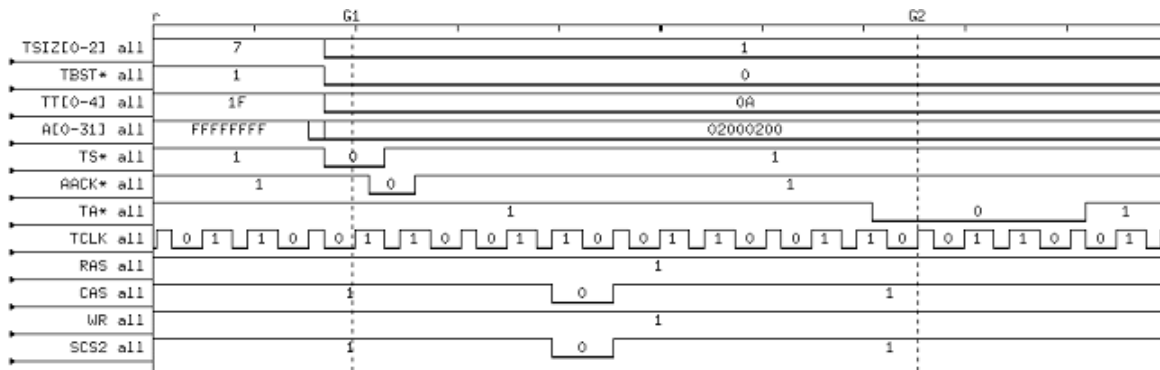 r G1 G2
TSIZ[0-2] all 7 1
TBST* all 1 0
TT[0-4] all 1F 0A
A[0-31] all FFFFFFFF 02000200
TS* all 1 0 1
AACK* all 1 0 1
TA* all 1 0 1
TCLK all 0 1 1 0 0 1 1 0 0 1 1 0 0 1 1 0 0 1 1 0 0 1 1 0 0 1
RAS all 1
CAS all 1 0 1
WR all 1
SCS2 all 1 0 1